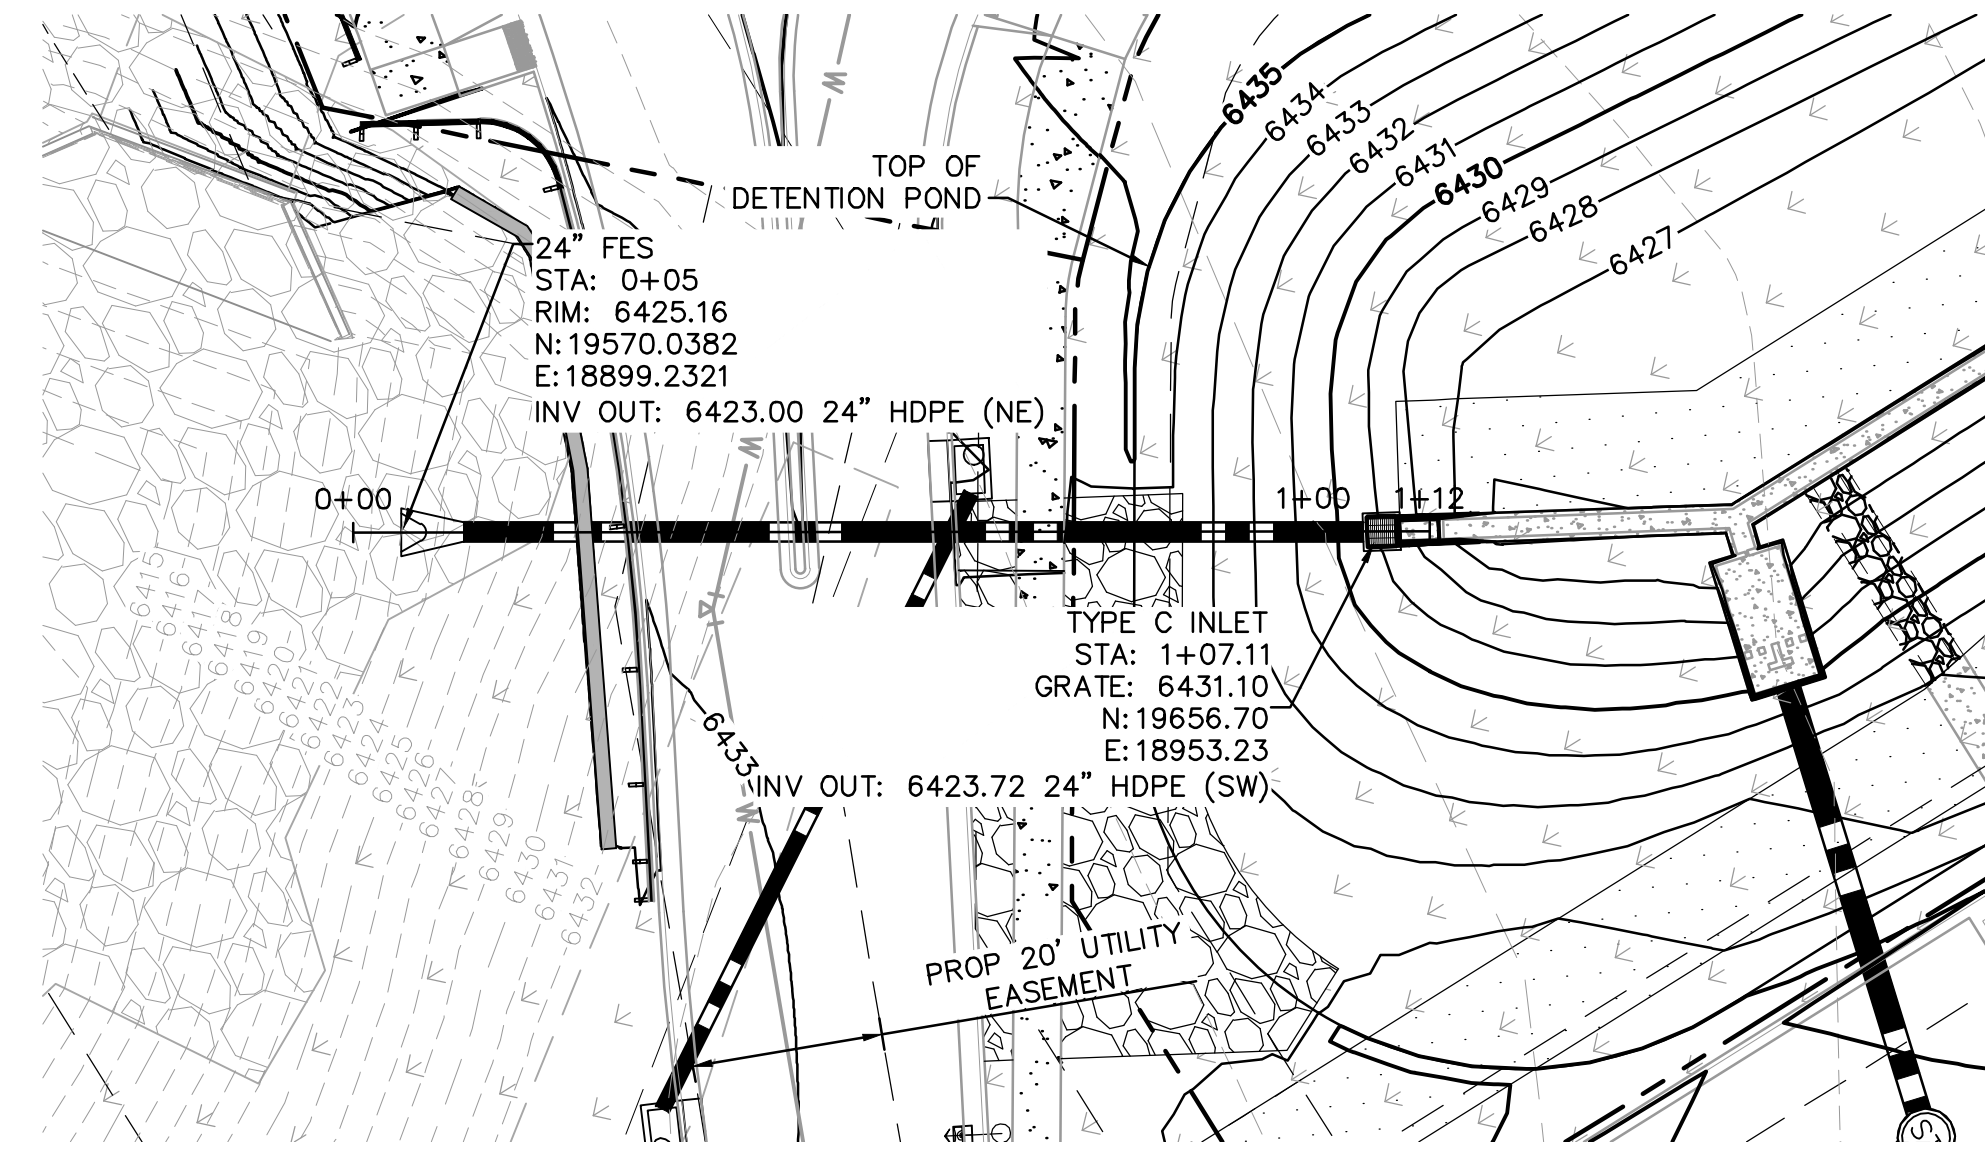 6435
6434
6433
6432
6431
6430
6429
6428
6427
W
TOP OF
DETENTION POND
24” FES
STA: 0+05
RIM: 6425.16
N:19570.0382
E:18899.2321
INV OUT: 6423.00 24” HDPE (NE)
W
0+00
1+00
1+12
TYPE C INLET
STA: 1+07.11
GRATE: 6431.10
N:19656.70
E:18953.23
INV OUT: 6423.72 24” HDPE (SW)
6415
6416
6417
6418
6419
6420
6421
6422
6423
6424
6425
6426
6427
6428
6429
6430
6431
6432
6433
W
PROP 20’ UTILITY
EASEMENT